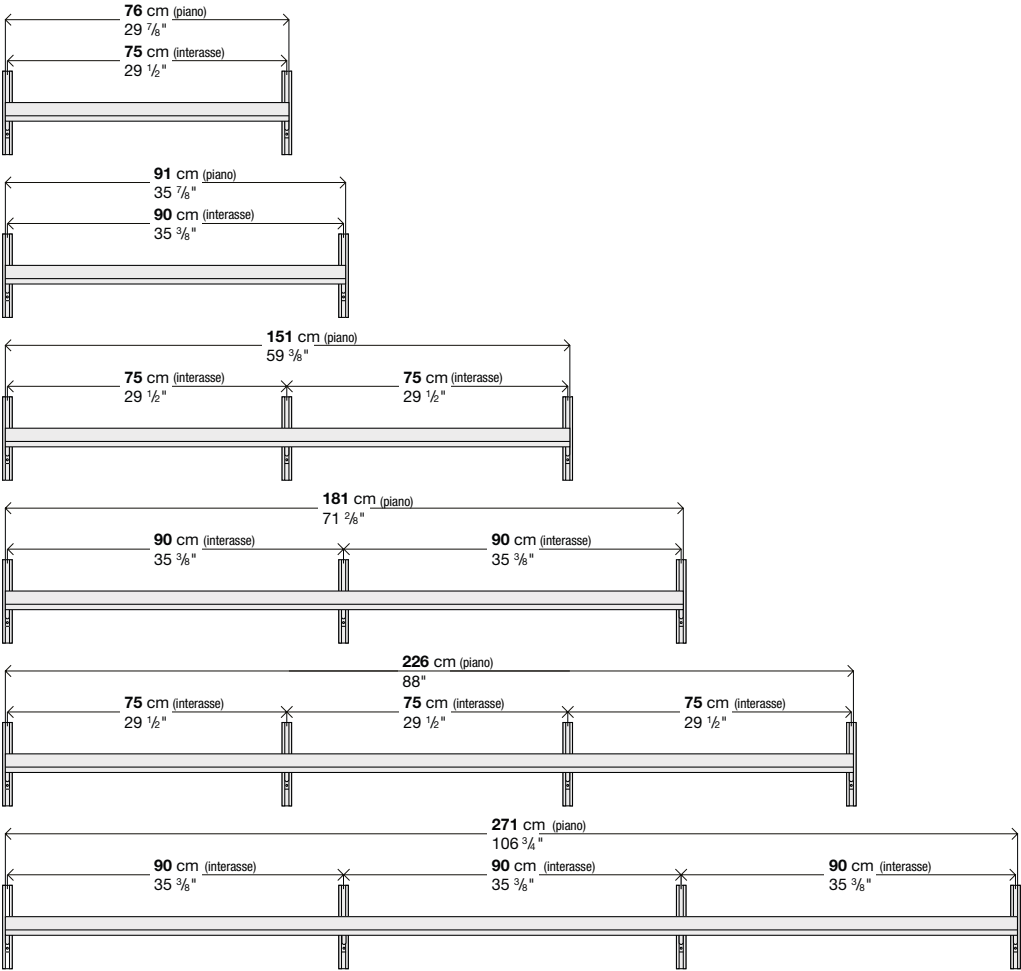 76 cm (piano)
29 ⅞"
75 cm (interasse)
29 ½"
91 cm (piano)
35 ⅞"
90 cm (interasse)
35 ⅜"
151 cm (piano)
59 ⅜"
75 cm (interasse) 75 cm (interasse)
29 ½" 29 ½"
181 cm (piano)
71 ²⁄₈"
90 cm (interasse) 90 cm (interasse)
35 ⅜" 35 ⅜"
226 cm (piano)
88"
75 cm (interasse) 75 cm (interasse) 75 cm (interasse)
29 ½" 29 ½" 29 ½"
271 cm (piano)
106 ¾"
90 cm (interasse) 90 cm (interasse) 90 cm (interasse)
35 ⅜" 35 ⅜" 35 ⅜"